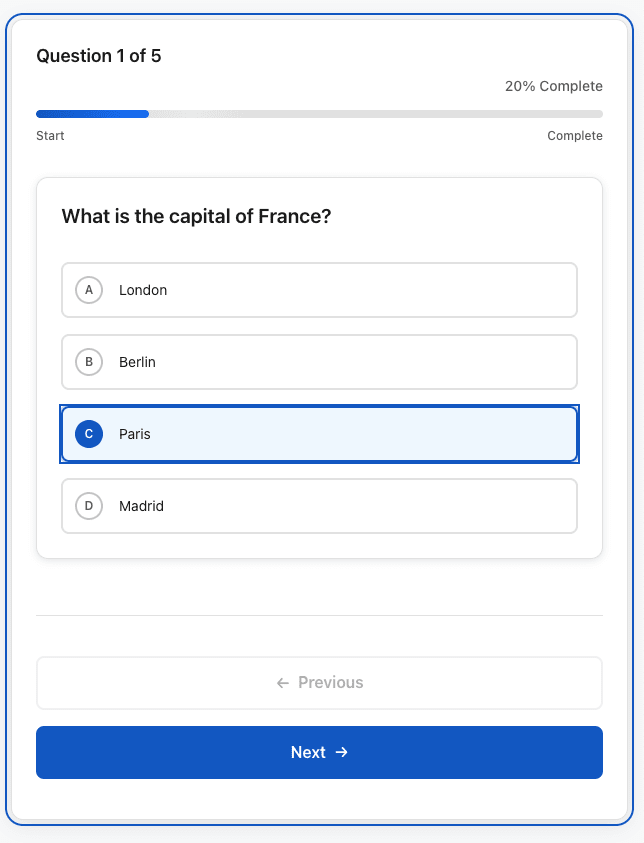 Question 1 of 5
20% Complete
Start Complete
What is the capital of France?
A London
B Berlin
C Paris
D Madrid
← Previous
Next →